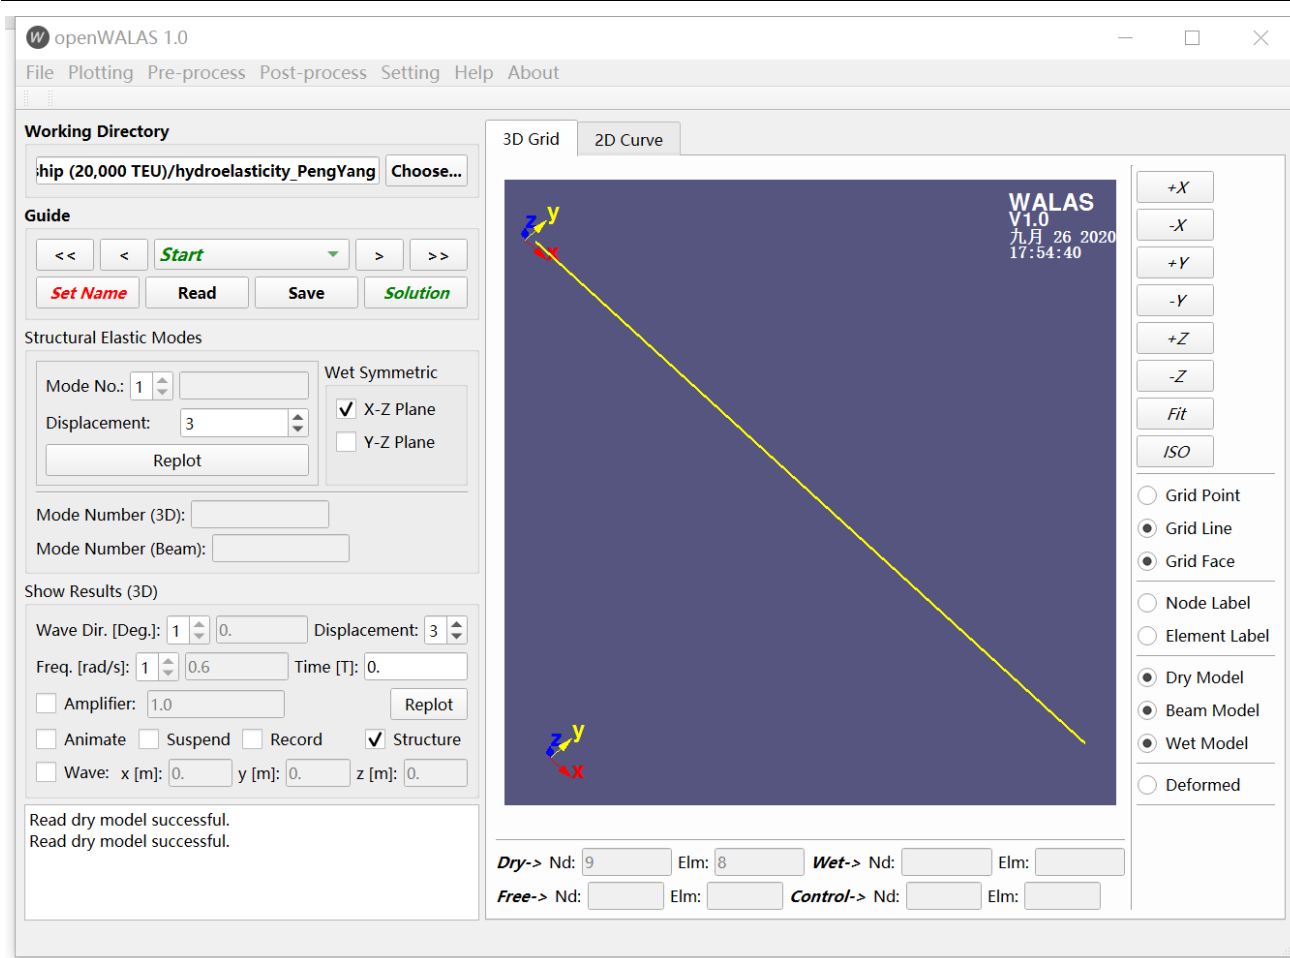 openWALAS 1.0
File Plotting Pre-process Post-process Setting Help About
Working Directory
ship (20,000 TEU)/hydroelasticity_PengYang Choose...
Guide
<< < Start > >>
Set Name Read Save Solution
Structural Elastic Modes
Mode No.: 1
Displacement: 3
Replot
Wet Symmetric
X-Z Plane
Y-Z Plane
Mode Number (3D):
Mode Number (Beam):
Show Results (3D)
Wave Dir. [Deg.]: 1 0. Displacement: 3
Freq. [rad/s]: 1 0.6 Time [T]: 0.
Amplifier: 1.0 Replot
Animate Suspend Record Structure
Wave: x [m]: 0. y [m]: 0. z [m]: 0.
Read dry model successful.
Read dry model successful.
3D Grid 2D Curve
z y
x
WALAS
V1.0
九月 26 2020
17:54:40
z y
x
+X
-X
+Y
-Y
+Z
-Z
Fit
ISO
Grid Point
Grid Line
Grid Face
Node Label
Element Label
Dry Model
Beam Model
Wet Model
Deformed
Dry-> Nd: 9 Elm: 8 Wet-> Nd: Elm:
Free-> Nd: Elm: Control-> Nd: Elm: